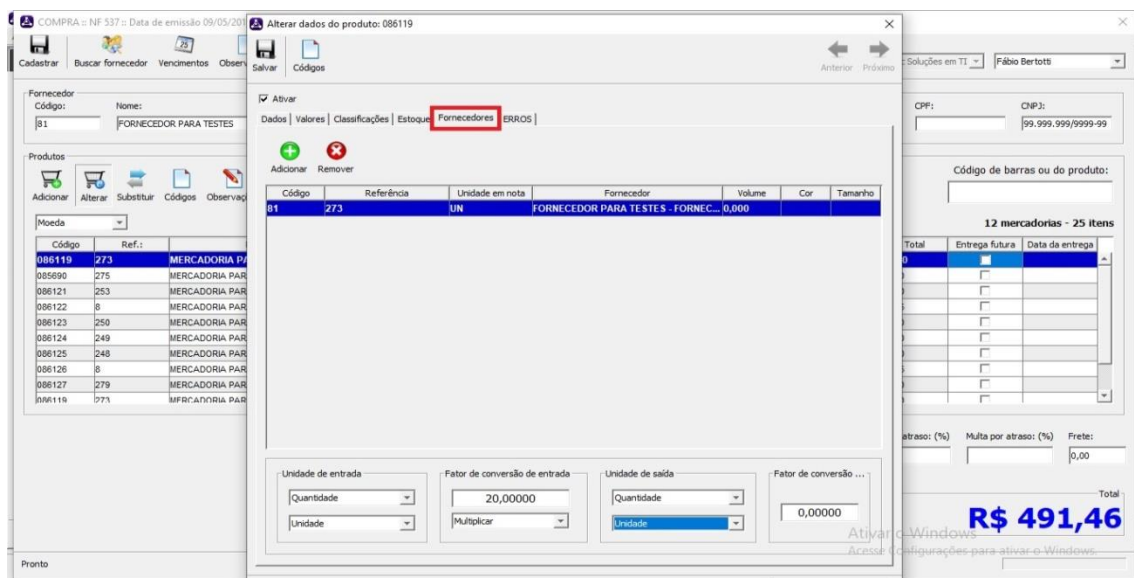 COMPRA :: NF 537 :: Data de emissão 09/05/201
Cadastrar Buscar fornecedor Vencimentos Observ
Fornecedor
Código: Nome:
81 FORNECEDOR PARA TESTES
Produtos
Adicionar Alterar Substituir Códigos Observaç
Moeda
Código Ref.:
086119 273 MERCADORIA PA
085690 275 MERCADORIA PAR
086121 253 MERCADORIA PAR
086122 8 MERCADORIA PAR
086123 250 MERCADORIA PAR
086124 249 MERCADORIA PAR
086125 248 MERCADORIA PAR
086126 8 MERCADORIA PAR
086127 279 MERCADORIA PAR
086119 273 MERCADORIA PAR
Pronto
Alterar dados do produto: 086119
Salvar Códigos Anterior Próximo
Ativar
Dados Valores Classificações Estoque Fornecedores ERROS
Adicionar Remover
Código Referência Unidade em nota Fornecedor Volume Cor Tamanho
81 273 UN FORNECEDOR PARA TESTES - FORNEC... 0,000
Unidade de entrada Fator de conversão de entrada Unidade de saída Fator de conversão ...
Quantidade 20,00000 Quantidade 0,00000
Unidade Multiplicar Unidade
Soluções em TI Fábio Bertotti
CPF: CNPJ:
99.999.999/9999-99
Código de barras ou do produto:
12 mercadorias - 25 itens
Total Entrega futura Data da entrega
atraso: (%) Multa por atraso: (%) Frete:
0,00
Total
R$ 491,46
Ativar o Windows
Acesse Configurações para ativar o Windows.